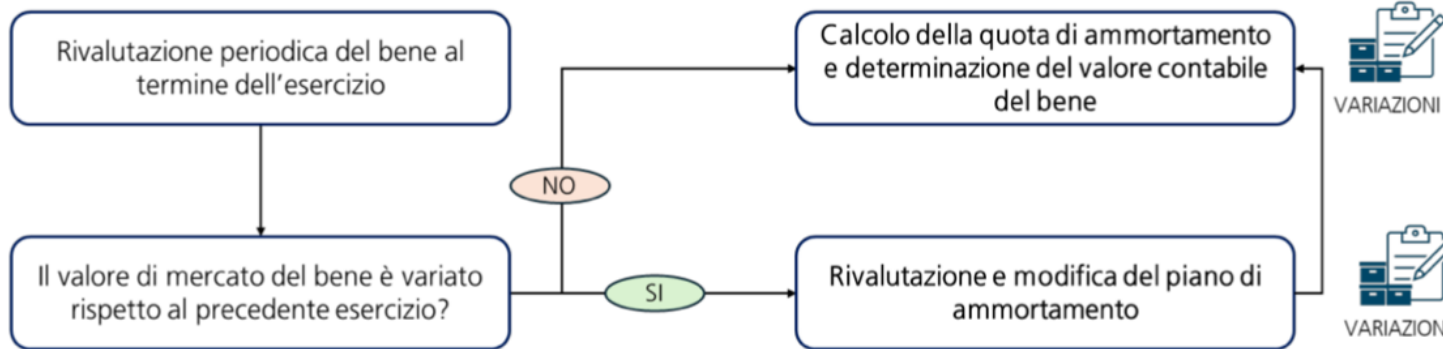 Rivalutazione periodica del bene al
termine dell'esercizio
Calcolo della quota di ammortamento
e determinazione del valore contabile
del bene
VARIAZIONI
NO
Il valore di mercato del bene è variato
rispetto al precedente esercizio?
SI
Rivalutazione e modifica del piano di
ammortamento
VARIAZION